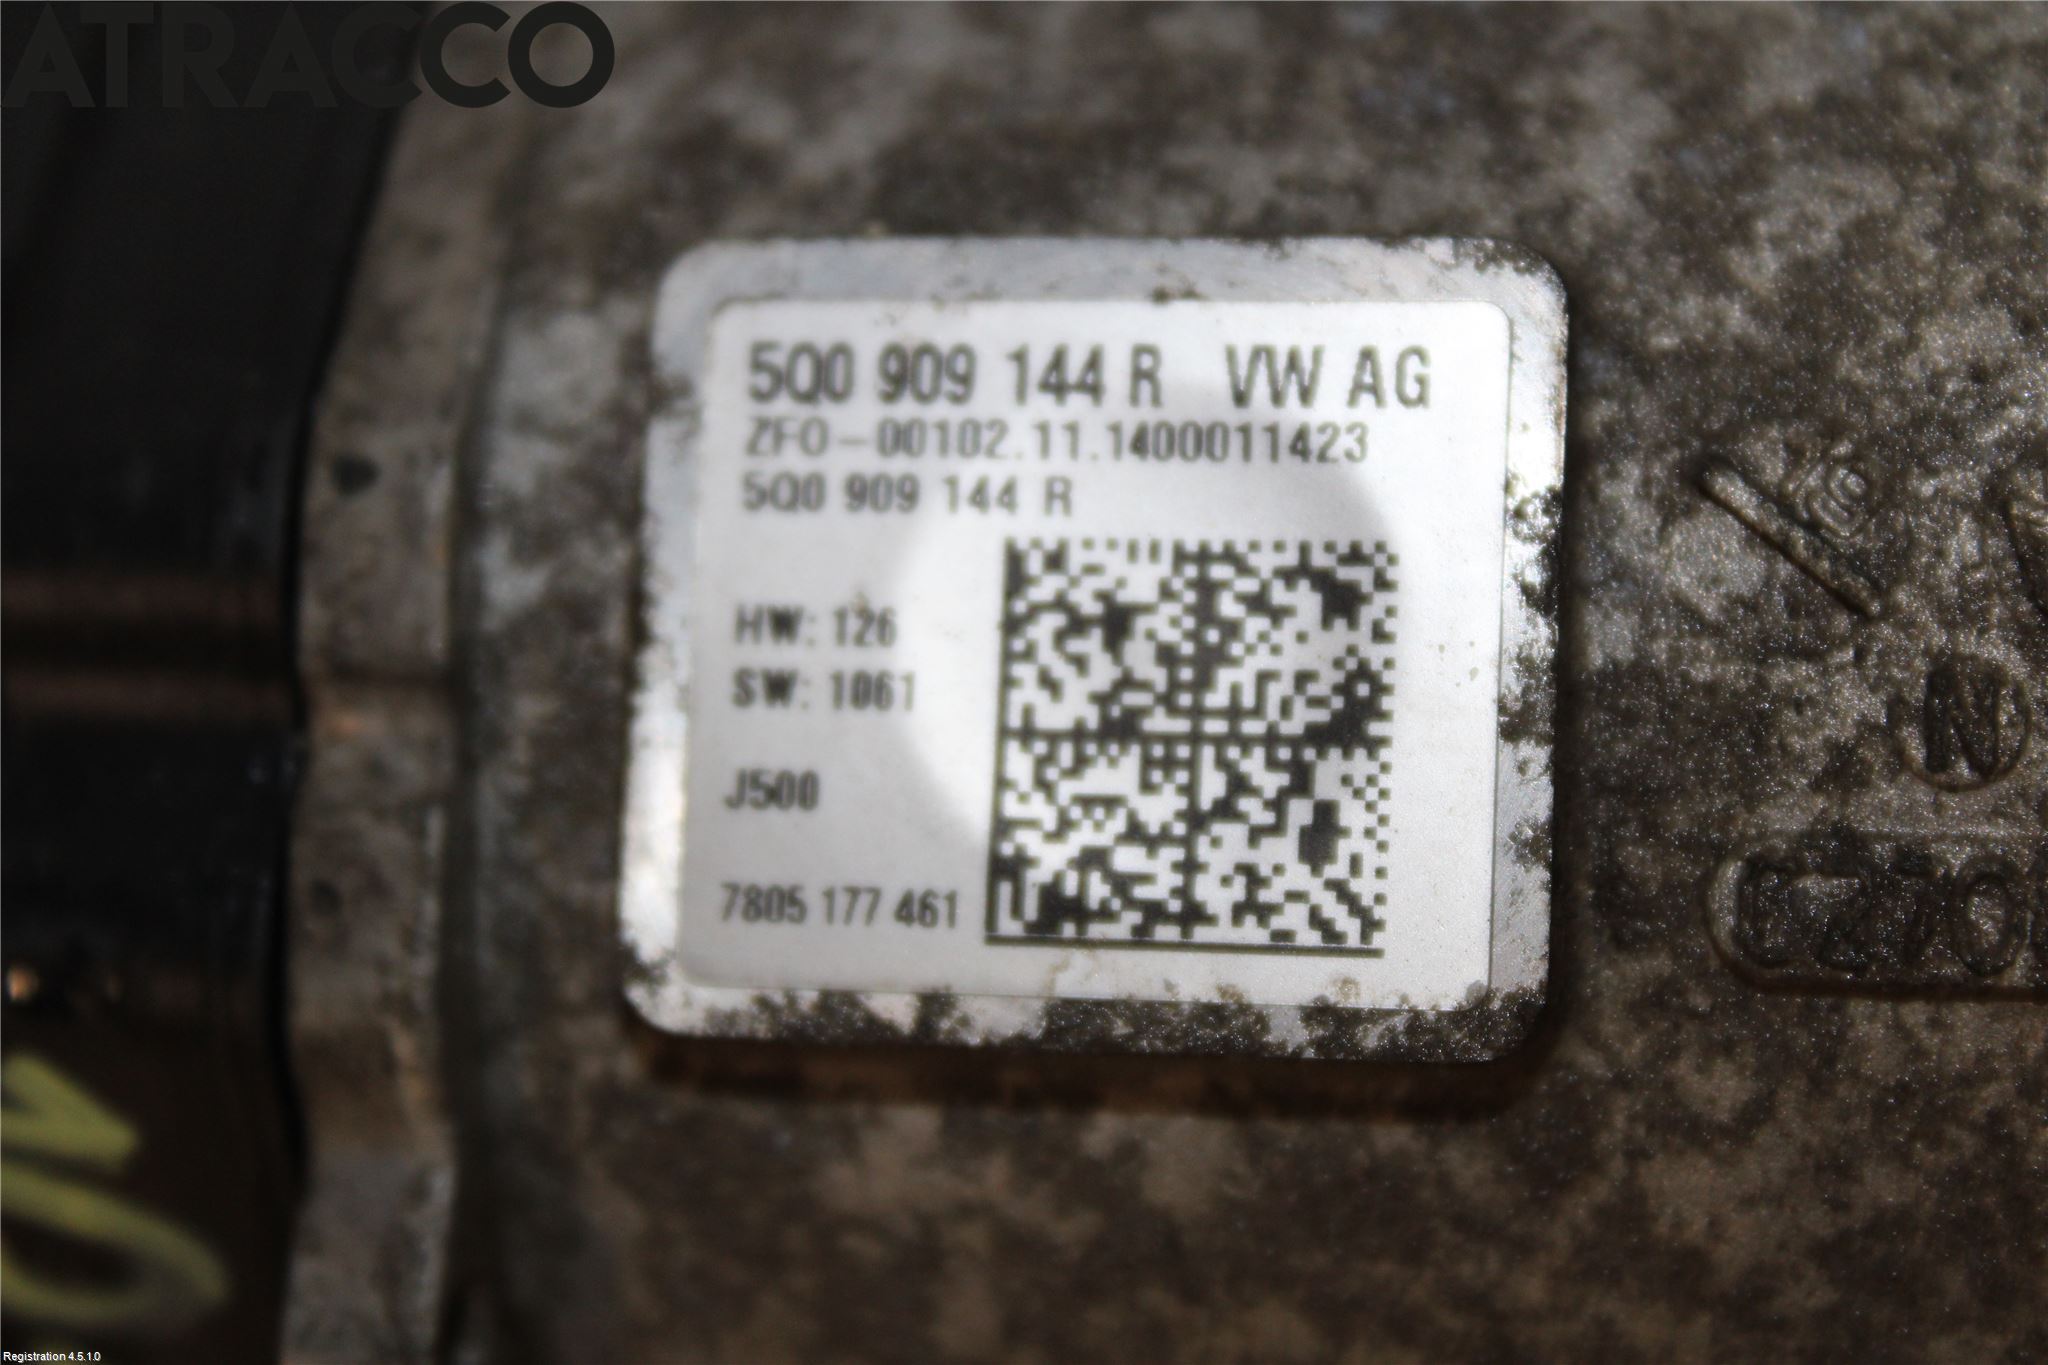 ATRACCO
5Q0 909 144 R VW AG
ZF0-00102.11.1400011423
5Q0 909 144 R
HW: 126
SW: 1061
J500
7805 177 461
N
Registration 4.5.1.0